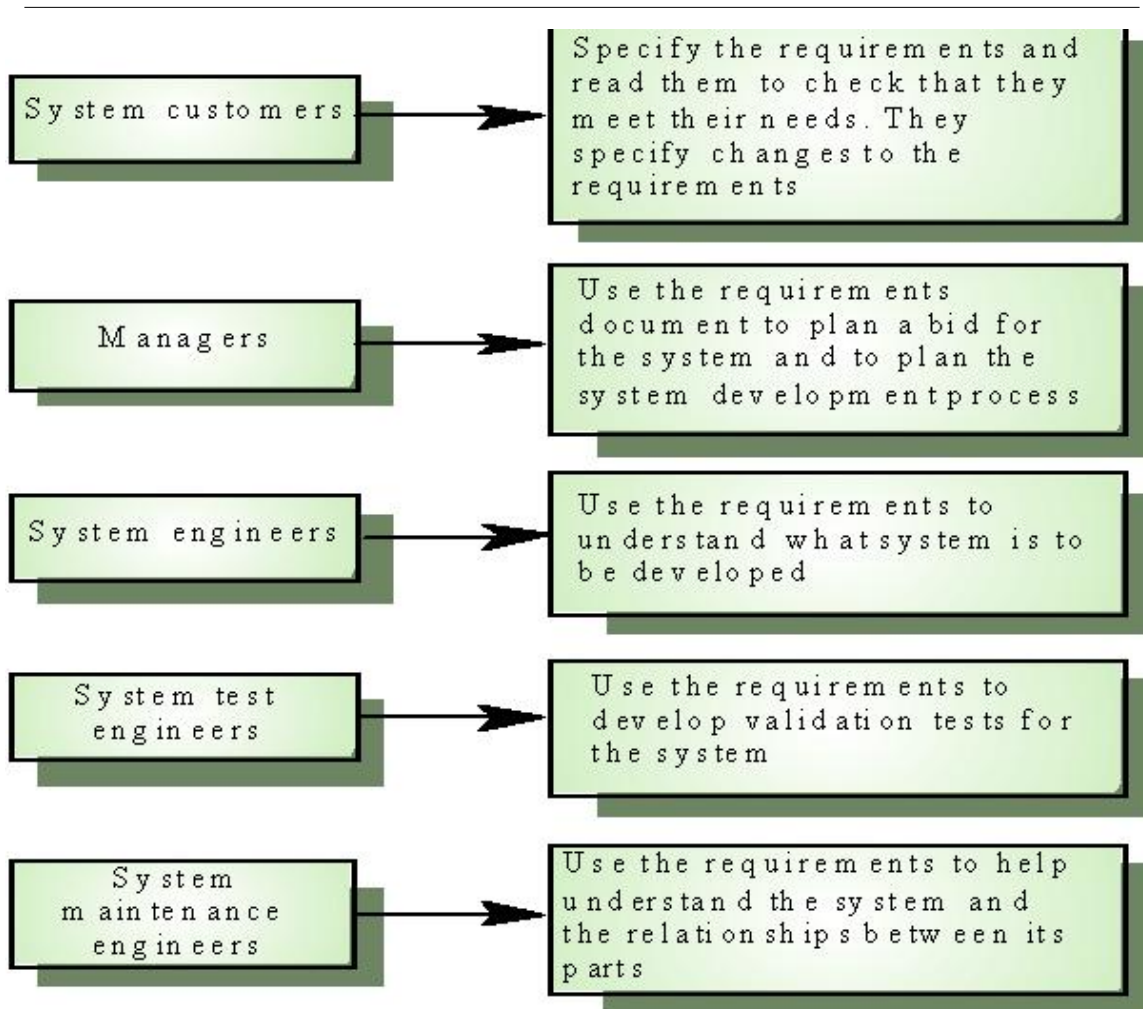 System customers
Specify the requirements and
read them to check that they
meet their needs. They
specify changes to the
requirements
Managers
Use the requirements
document to plan a bid for
the system and to plan the
system development process
System engineers
Use the requirements to
understand what system is to
be developed
System test
engineers
Use the requirements to
develop validation tests for
the system
System
maintenance
engineers
Use the requirements to help
understand the system and
the relationships between its
parts